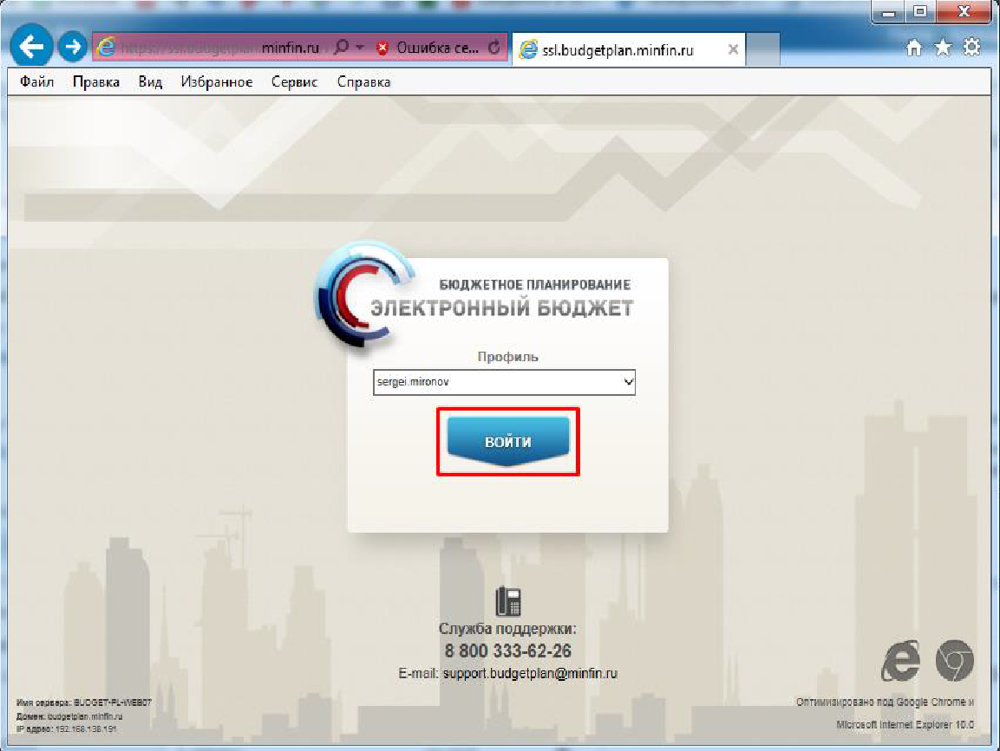 https://ssl.budgetplan.minfin.ru Ошибка се... ssl.budgetplan.minfin.ru
Файл Правка Вид Избранное Сервис Справка
БЮДЖЕТНОЕ ПЛАНИРОВАНИЕ
ЭЛЕКТРОННЫЙ БЮДЖЕТ
Профиль
sergei.mironov
ВОЙТИ
Служба поддержки:
8 800 333-62-26
E-mail: support.budgetplan@minfin.ru
Имя сервера: BUDGET-PL-WEB07
Домен: budgetplan.minfin.ru
IP адрес: 192.168.138.191
Оптимизировано под Google Chrome и
Microsoft Internet Explorer 10.0